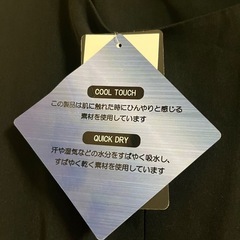 COOL TOUCH
この製品は肌に触れた時にひんやりと感じる
素材を使用しています
QUICK DRY
汗や湿気などの水分をすばやく吸水し、
すばやく乾く素材を使用しています